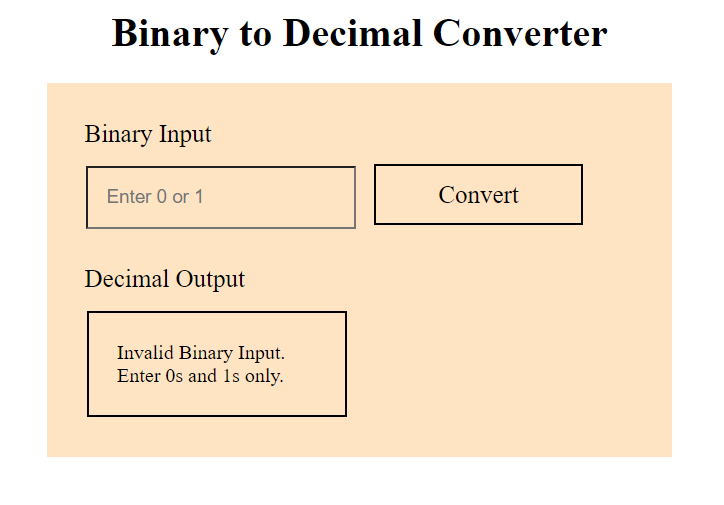 Binary to Decimal Converter
Binary Input
Enter 0 or 1
Convert
Decimal Output
Invalid Binary Input.
Enter 0s and 1s only.